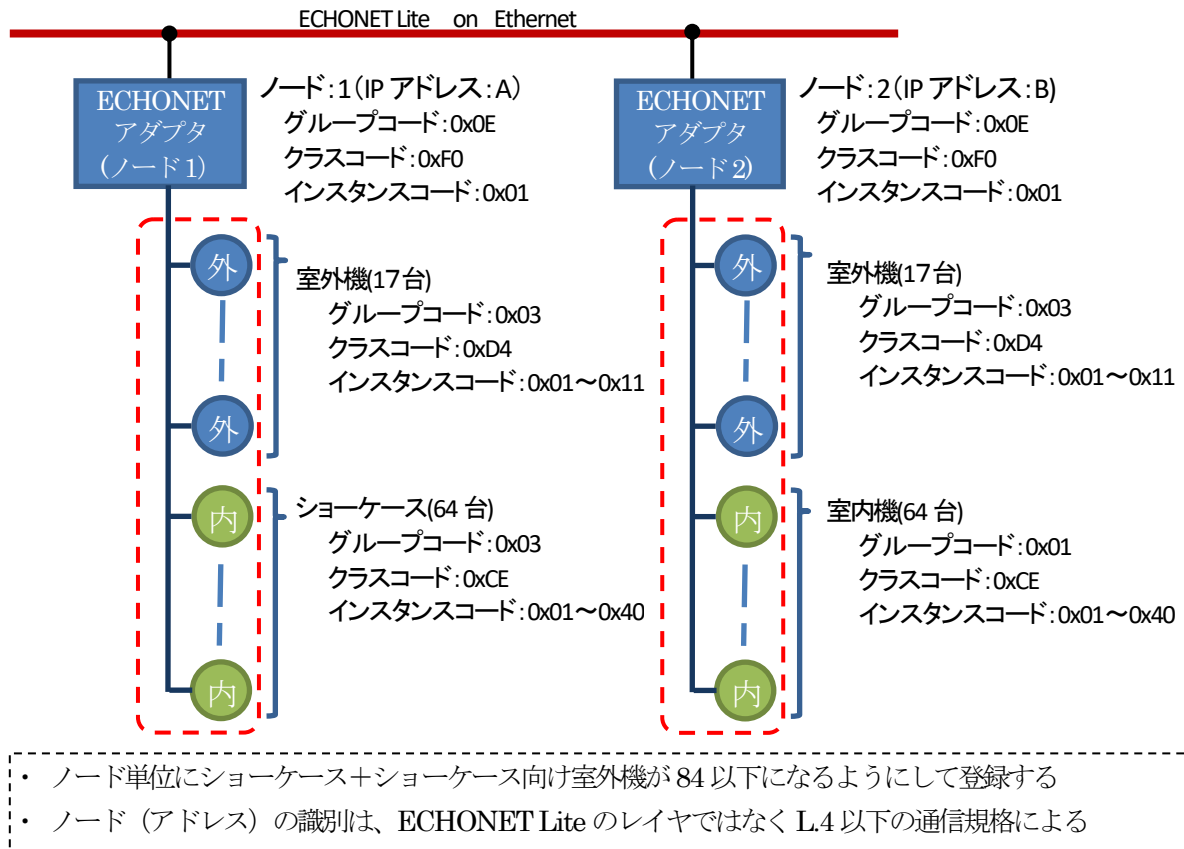 ECHONET Lite on Ethernet
ECHONET
アダプタ
(ノード1)
ノード:1(IP アドレス:A)
グループコード:0x0E
クラスコード:0xF0
インスタンスコード:0x01
外
外
室外機(17台)
グループコード:0x03
クラスコード:0xD4
インスタンスコード:0x01～0x11
内
内
ショーケース(64 台)
グループコード:0x03
クラスコード:0xCE
インスタンスコード:0x01～0x40
ECHONET
アダプタ
(ノード2)
ノード:2(IP アドレス:B)
グループコード:0x0E
クラスコード:0xF0
インスタンスコード:0x01
外
外
室外機(17台)
グループコード:0x03
クラスコード:0xD4
インスタンスコード:0x01～0x11
内
内
室内機(64 台)
グループコード:0x01
クラスコード:0xCE
インスタンスコード:0x01～0x40
・ ノード単位にショーケース+ショーケース向け室外機が 84 以下になるようにして登録する
・ ノード（アドレス）の識別は、ECHONET Lite のレイヤではなく L.4 以下の通信規格による